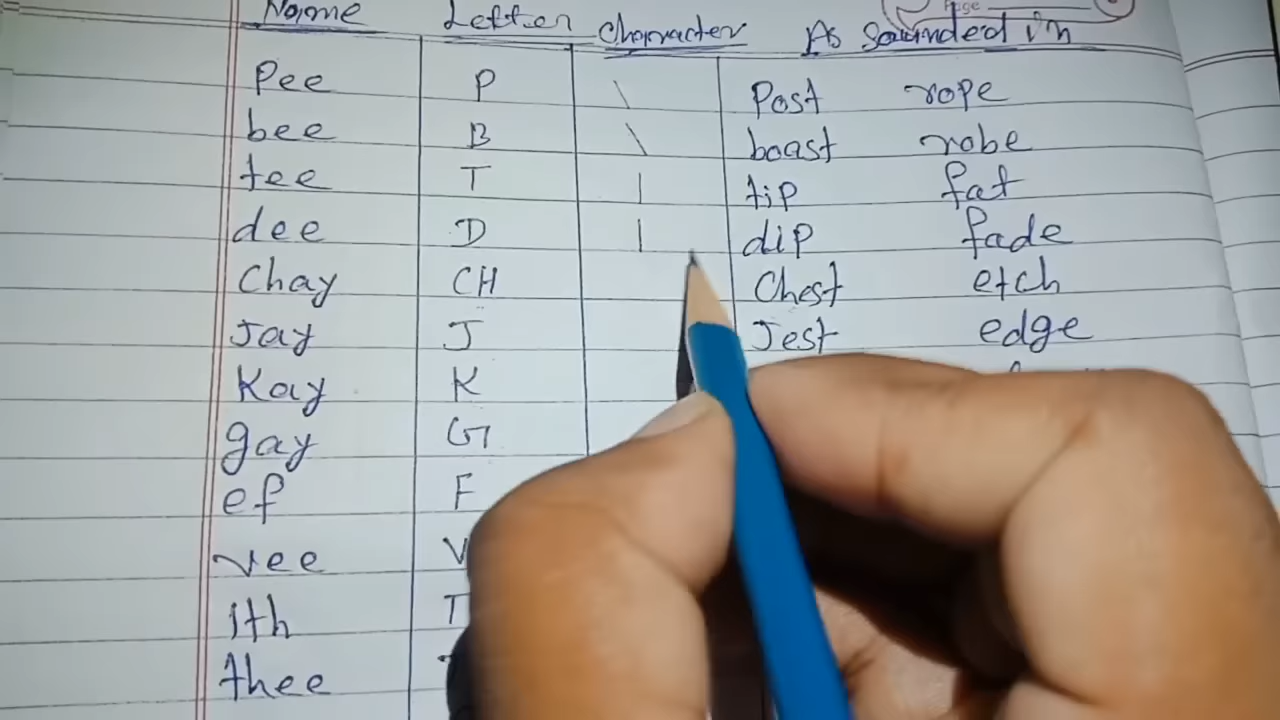 Page
Name Letter Character As Sounded in
Pee P \ Post rope
bee B \ boast robe
tee T | tip fat
dee D | dip fade
Chay CH Chest etch
Jay J Jest edge
Kay K
gay G
ef F
vee V
ith T
thee